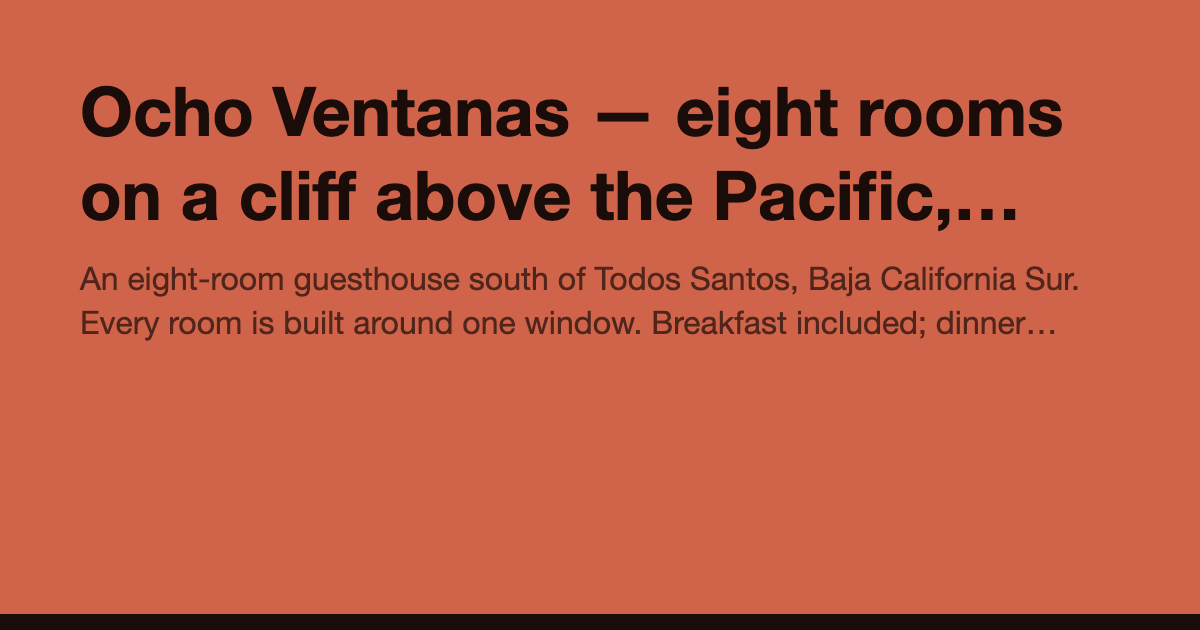 Ocho Ventanas — eight rooms
on a cliff above the Pacific,…
An eight-room guesthouse south of Todos Santos, Baja California Sur.
Every room is built around one window. Breakfast included; dinner…